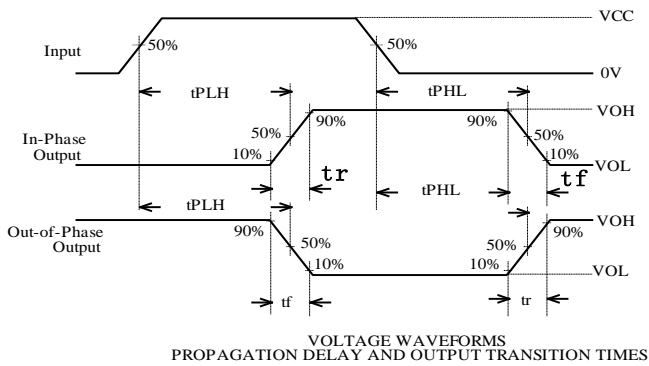 VCC
Input
50%
50%
0V
tPLH
tPHL
VOH
In-Phase
Output
50%
90%
90%
50%
10%
10%
VOL
tr
tf
tPLH
tPHL
Out-of-Phase
Output
VOH
90%
90%
50%
50%
10%
10%
VOL
tf
tr
VOLTAGE WAVEFORMS
PROPAGATION DELAY AND OUTPUT TRANSITION TIMES